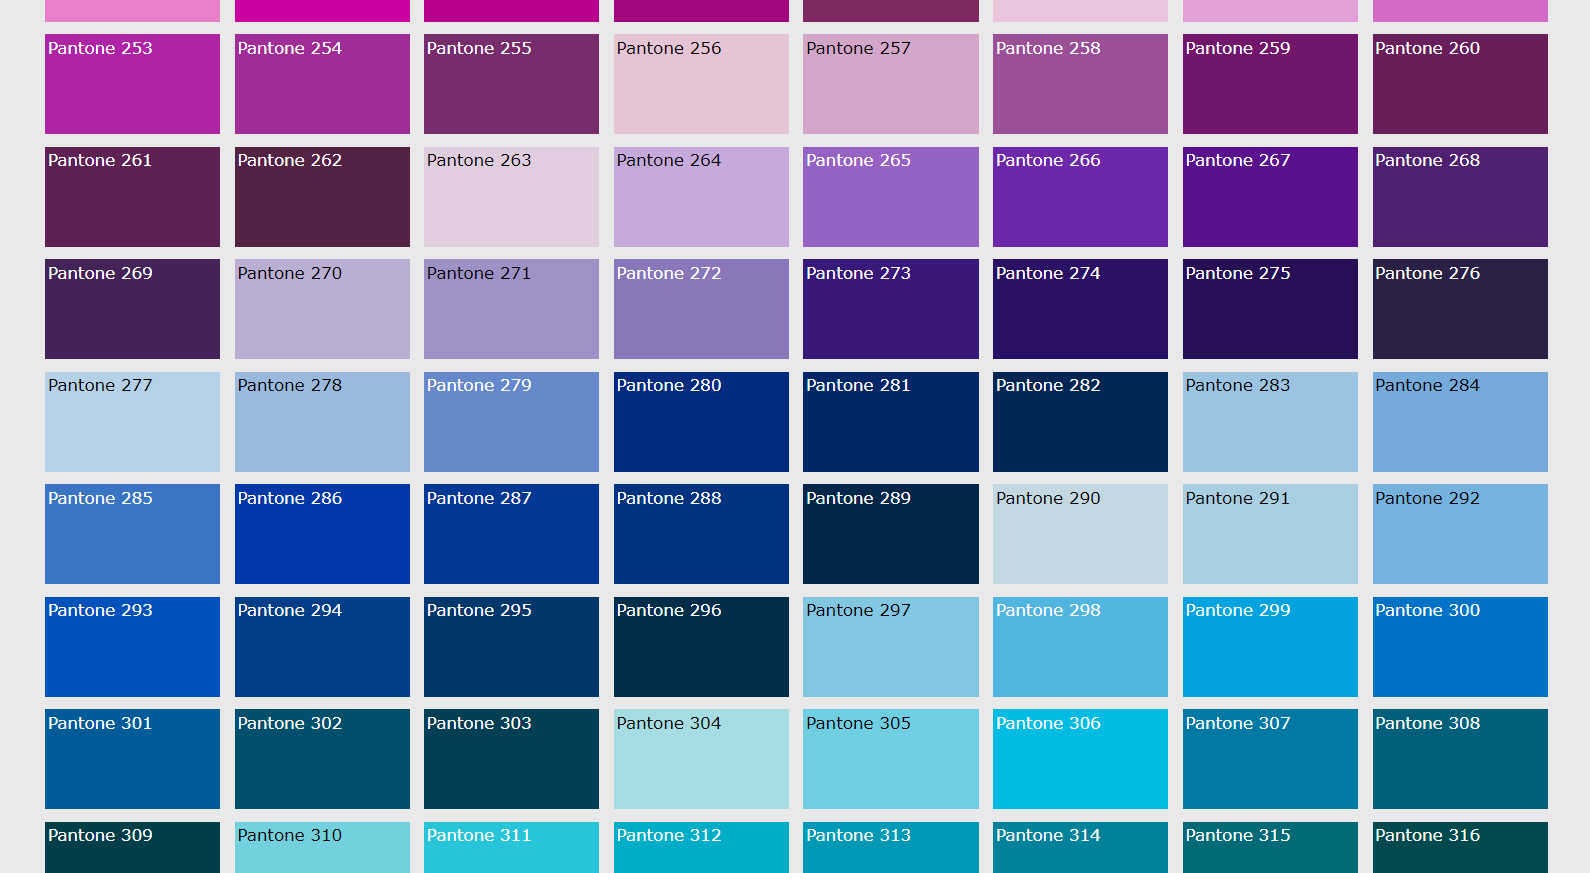 Pantone 253
Pantone 254
Pantone 255
Pantone 256
Pantone 257
Pantone 258
Pantone 259
Pantone 260
Pantone 261
Pantone 262
Pantone 263
Pantone 264
Pantone 265
Pantone 266
Pantone 267
Pantone 268
Pantone 269
Pantone 270
Pantone 271
Pantone 272
Pantone 273
Pantone 274
Pantone 275
Pantone 276
Pantone 277
Pantone 278
Pantone 279
Pantone 280
Pantone 281
Pantone 282
Pantone 283
Pantone 284
Pantone 285
Pantone 286
Pantone 287
Pantone 288
Pantone 289
Pantone 290
Pantone 291
Pantone 292
Pantone 293
Pantone 294
Pantone 295
Pantone 296
Pantone 297
Pantone 298
Pantone 299
Pantone 300
Pantone 301
Pantone 302
Pantone 303
Pantone 304
Pantone 305
Pantone 306
Pantone 307
Pantone 308
Pantone 309
Pantone 310
Pantone 311
Pantone 312
Pantone 313
Pantone 314
Pantone 315
Pantone 316